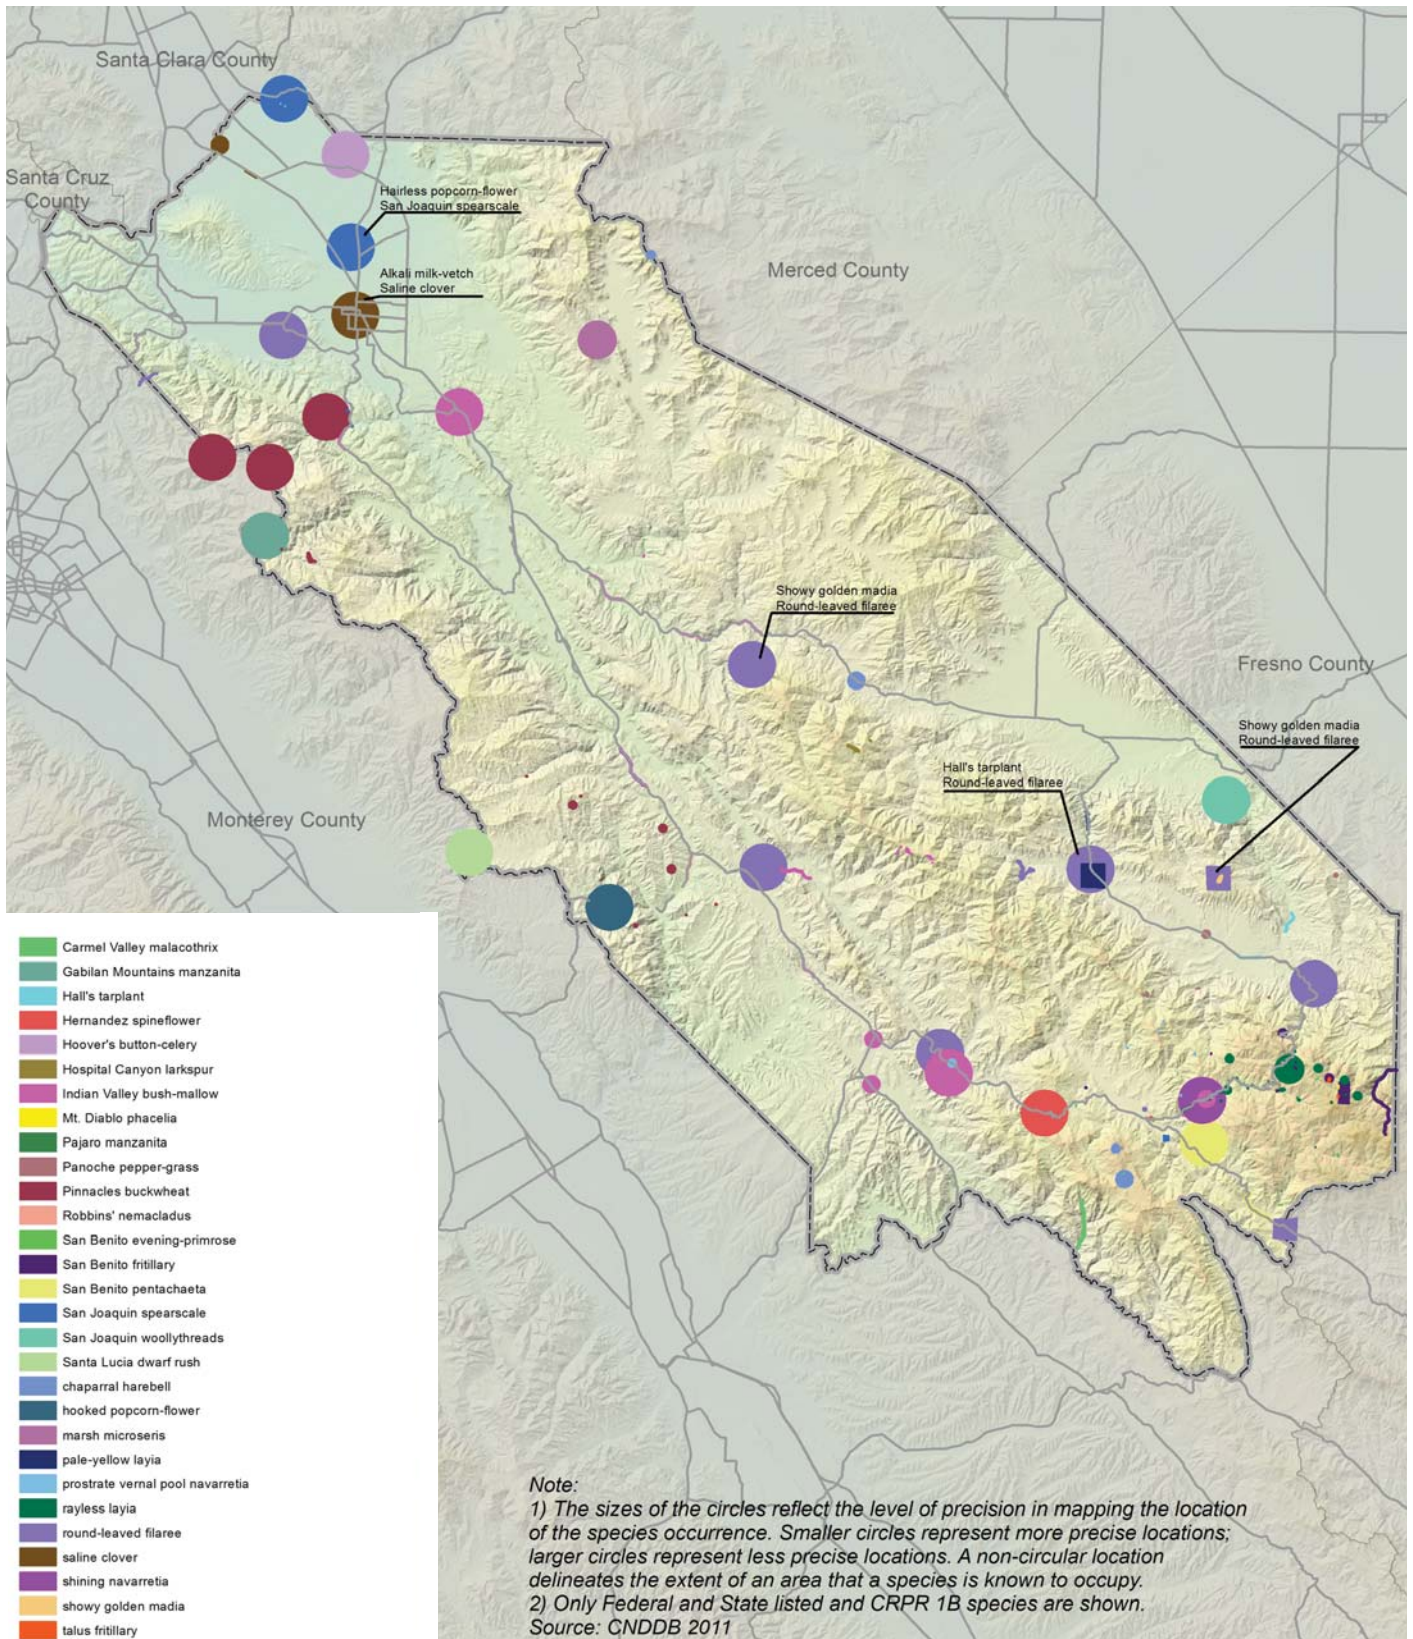 Santa Clara County
Santa Cruz
County
Hairless popcorn-flower
San Joaquin spearscale
Alkali milk-vetch
Saline clover
Merced County
Showy golden madia
Round-leaved filaree
Fresno County
Showy golden madia
Round-leaved filaree
Hall's tarplant
Round-leaved filaree
Monterey County
Carmel Valley malacothrix
Gabilan Mountains manzanita
Hall's tarplant
Hernandez spineflower
Hoover's button-celery
Hospital Canyon larkspur
Indian Valley bush-mallow
Mt. Diablo phacelia
Pajaro manzanita
Panoche pepper-grass
Pinnacles buckwheat
Robbins' nemacladus
San Benito evening-primrose
San Benito fritillary
San Benito pentachaeta
San Joaquin spearscale
San Joaquin woollythreads
Santa Lucia dwarf rush
chaparral harebell
hooked popcorn-flower
marsh microseris
pale-yellow layia
prostrate vernal pool navarretia
rayless layia
round-leaved filaree
saline clover
shining navarretia
showy golden madia
talus fritillary
Note:
1) The sizes of the circles reflect the level of precision in mapping the location
of the species occurrence. Smaller circles represent more precise locations;
larger circles represent less precise locations. A non-circular location
delineates the extent of an area that a species is known to occupy.
2) Only Federal and State listed and CRPR 1B species are shown.
Source: CNDDB 2011